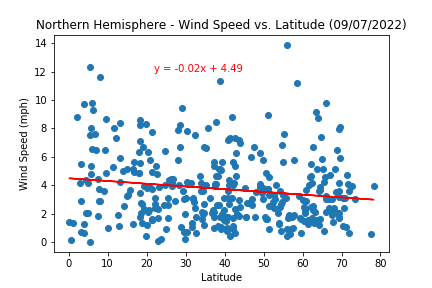 Northern Hemisphere - Wind Speed vs. Latitude (09/07/2022)
14
12
10
8
6
4
2
0
Wind Speed (mph)
y = -0.02x + 4.49
0 10 20 30 40 50 60 70 80
Latitude